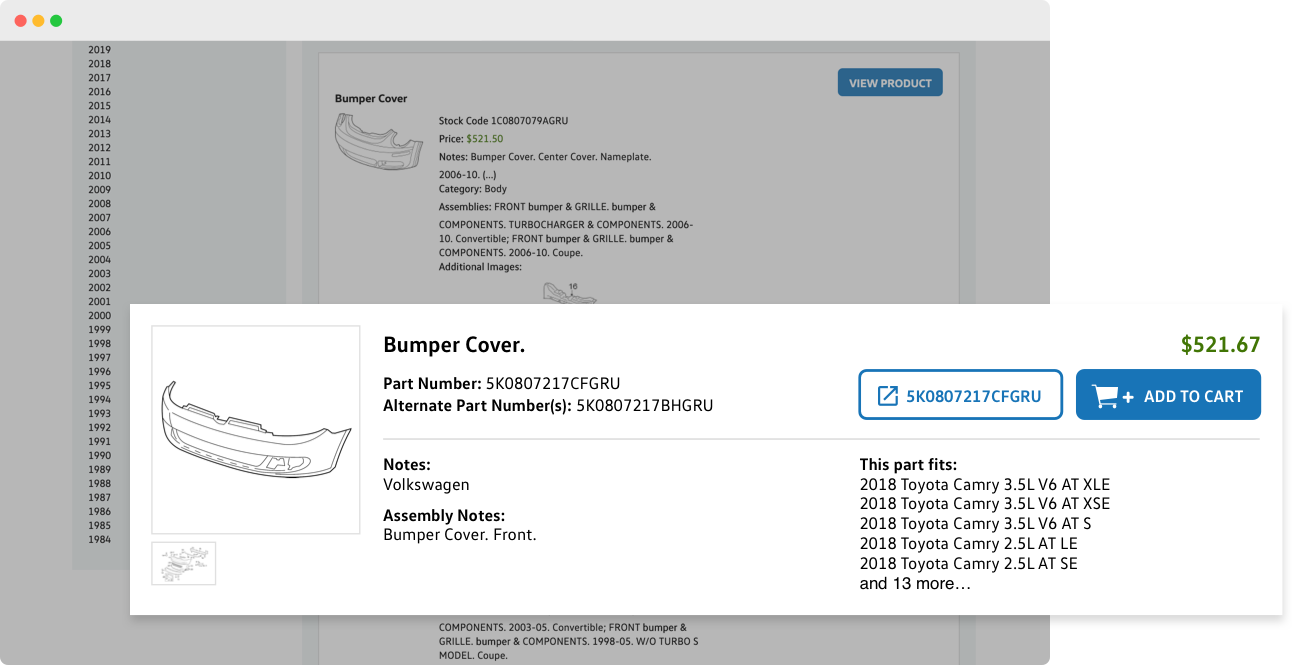 2019
2018
2017
2016
2015
2014
2013
2012
2011
2010
2009
2008
2007
2006
2005
2004
2003
2002
2001
2000
1999
1998
1997
1996
1995
1994
1993
1992
1991
1990
1989
1988
1987
1986
1985
1984
VIEW PRODUCT
Bumper Cover
Stock Code 1C0807079AGRU
Price: $521.50
Notes: Bumper Cover. Center Cover. Nameplate.
2006-10. (...)
Category: Body
Assemblies: FRONT bumper & GRILLE. bumper &
COMPONENTS. TURBOCHARGER & COMPONENTS. 2006-
10. Convertible; FRONT bumper & GRILLE. bumper &
COMPONENTS. 2006-10. Coupe.
Additional Images:
16
Bumper Cover.
$521.67
Part Number: 5K0807217CFGRU
Alternate Part Number(s): 5K0807217BHGRU
5K0807217CFGRU
+ ADD TO CART
Notes:
Volkswagen
Assembly Notes:
Bumper Cover. Front.
This part fits:
2018 Toyota Camry 3.5L V6 AT XLE
2018 Toyota Camry 3.5L V6 AT XSE
2018 Toyota Camry 3.5L V6 AT S
2018 Toyota Camry 2.5L AT LE
2018 Toyota Camry 2.5L AT SE
and 13 more…
COMPONENTS. 2003-05. Convertible; FRONT bumper &
GRILLE. bumper & COMPONENTS. 1998-05. W/O TURBO S
MODEL. Coupe.